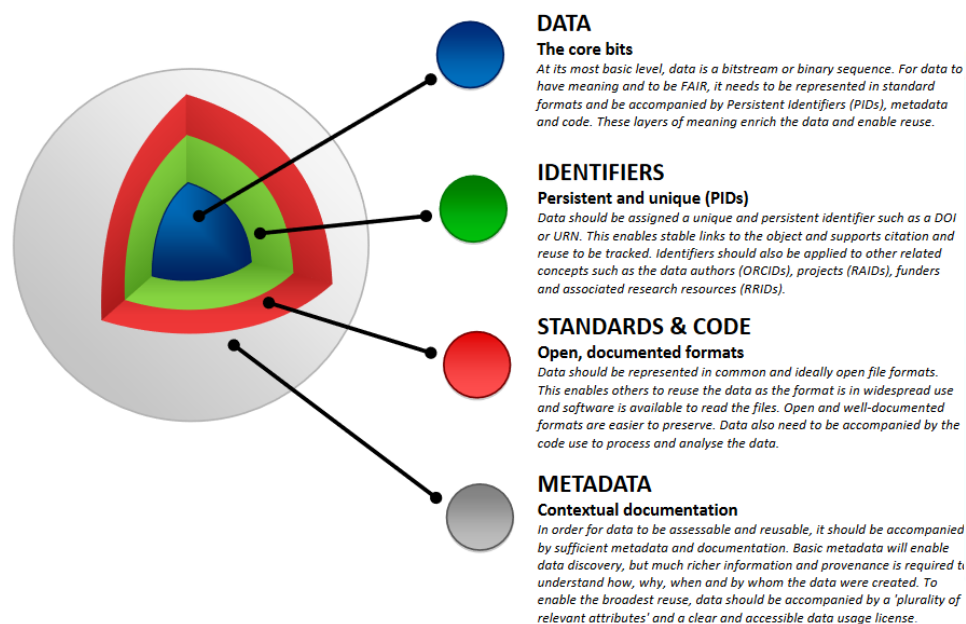 DATA
The core bits
At its most basic level, data is a bitstream or binary sequence. For data to
have meaning and to be FAIR, it needs to be represented in standard
formats and be accompanied by Persistent Identifiers (PIDs), metadata
and code. These layers of meaning enrich the data and enable reuse.
IDENTIFIERS
Persistent and unique (PIDs)
Data should be assigned a unique and persistent identifier such as a DOI
or URN. This enables stable links to the object and supports citation and
reuse to be tracked. Identifiers should also be applied to other related
concepts such as the data authors (ORCIDs), projects (RAIDs), funders
and associated research resources (RRIDs).
STANDARDS & CODE
Open, documented formats
Data should be represented in common and ideally open file formats.
This enables others to reuse the data as the format is in widespread use
and software is available to read the files. Open and well-documented
formats are easier to preserve. Data also need to be accompanied by the
code use to process and analyse the data.
METADATA
Contextual documentation
In order for data to be assessable and reusable, it should be accompanied
by sufficient metadata and documentation. Basic metadata will enable
data discovery, but much richer information and provenance is required to
understand how, why, when and by whom the data were created. To
enable the broadest reuse, data should be accompanied by a 'plurality of
relevant attributes' and a clear and accessible data usage license.